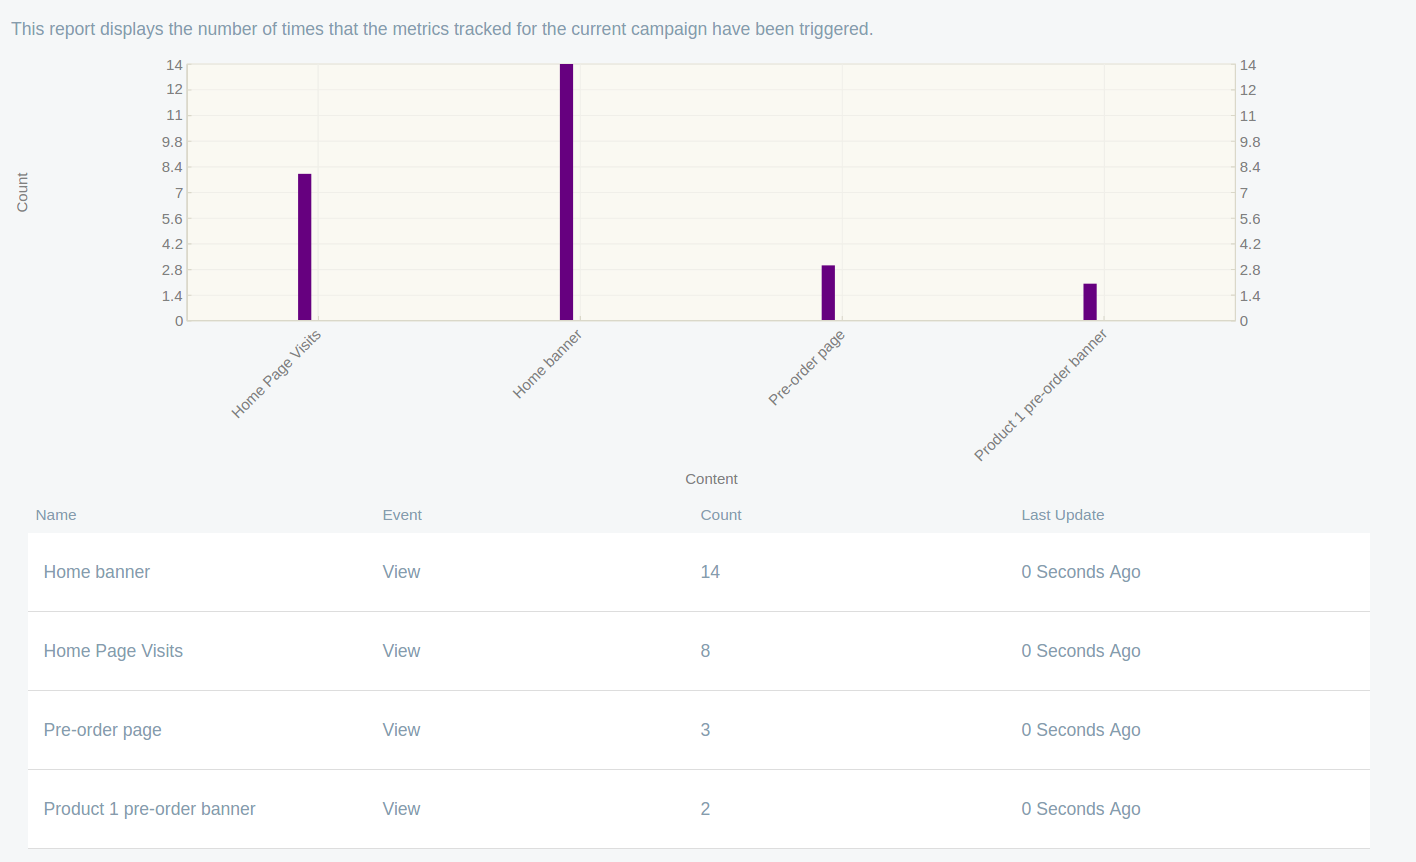 This report displays the number of times that the metrics tracked for the current campaign have been triggered.
14 14
12 12
11 11
9.8 9.8
8.4 8.4
7 7
5.6 5.6
4.2 4.2
2.8 2.8
1.4 1.4
0 0
Count
Home Page Visits
Home banner
Pre-order page
Product 1 pre-order banner
Content
Name Event Count Last Update
Home banner View 14 0 Seconds Ago
Home Page Visits View 8 0 Seconds Ago
Pre-order page View 3 0 Seconds Ago
Product 1 pre-order banner View 2 0 Seconds Ago